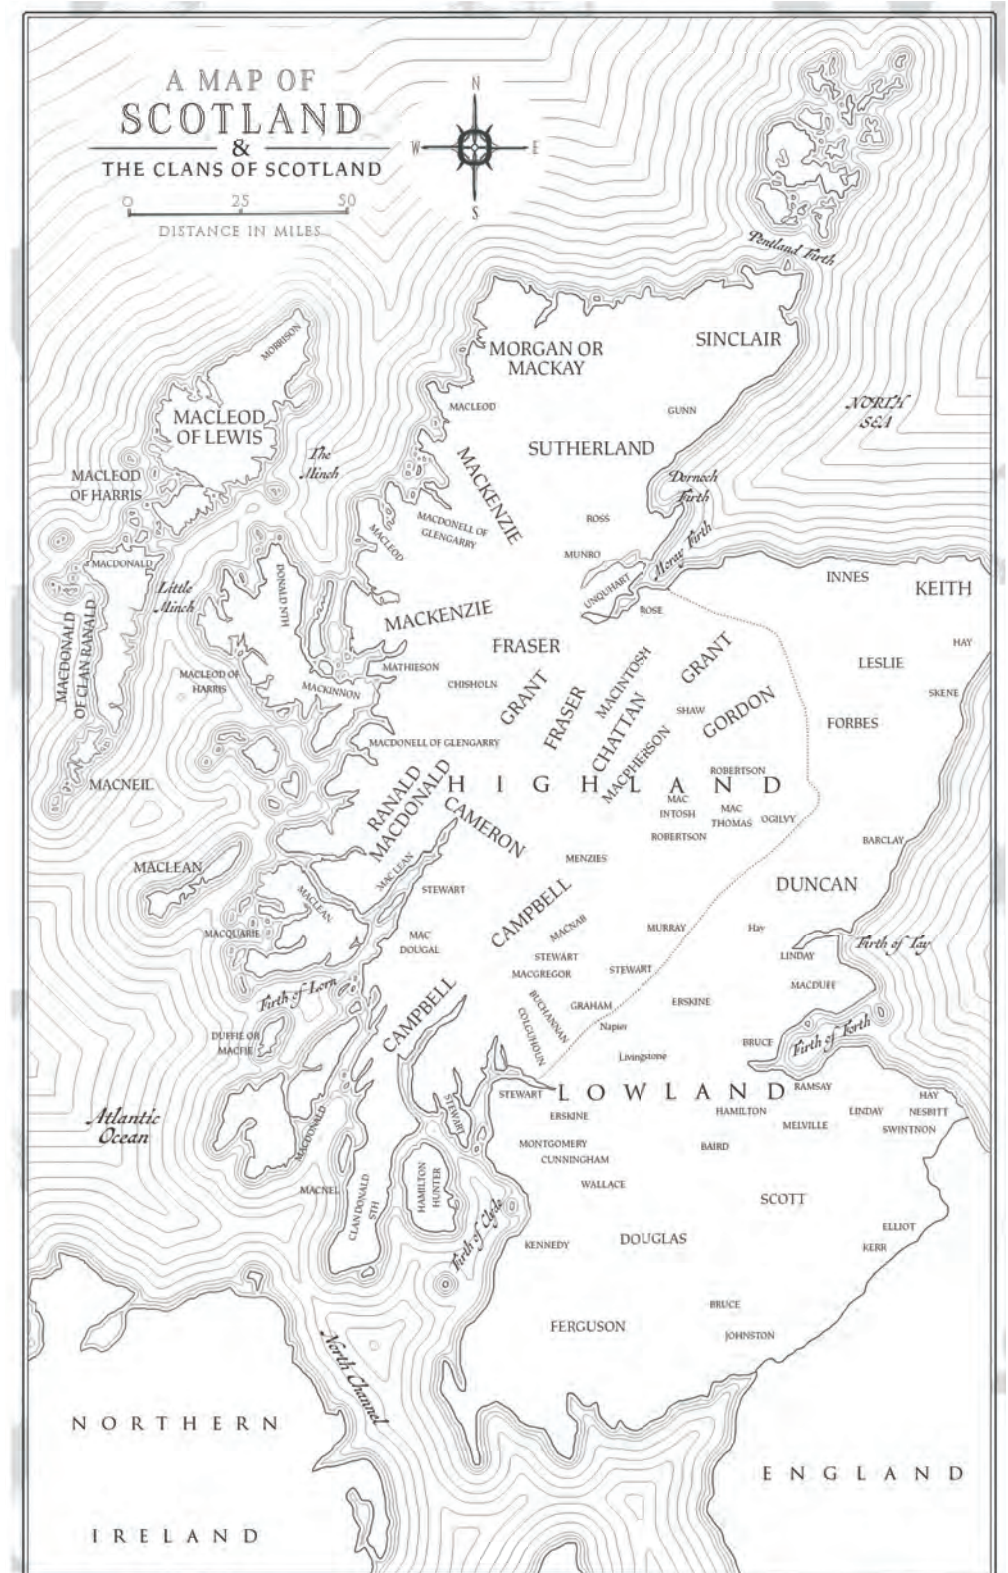 A MAP OF
SCOTLAND
&
THE CLANS OF SCOTLAND
0 25 50
DISTANCE IN MILES
N
W E
S
Pentland Firth
MORRISON
MORGAN OR
MACKAY
SINCLAIR
MACLEOD
OF LEWIS
MACLEOD
GUNN
NORTH
SEA
SUTHERLAND
The
Minch
MACKENZIE
MACLEOD
OF HARRIS
Dornoch
Firth
MACDONELL OF
GLENGARRY
MACLEOD
ROSS
MUNRO
Moray Firth
MACDONALD
Little
Minch
DONALD NTH
UNQUHART
ROSE
INNES
KEITH
MACKENZIE
MACDONALD
OF CLAN RANALD
FRASER
HAY
MACLEOD OF
HARRIS
MACKINNON
MATHIESON
CHISHOLN
GRANT
FRASER
MACINTOSH
CHATTAN
MACPHERSON
GRANT
SHAW
GORDON
LESLIE
SKENE
FORBES
MACDONELL OF GLENGARRY
MACNEIL
RANALD
MACDONALD
HIGHLAND
ROBERTSON
MAC
INTOSH
MAC
THOMAS
OGILVY
CAMERON
ROBERTSON
BARCLAY
MACLEAN
MACLEAN
MACLEAN
STEWART
MENZIES
DUNCAN
CAMPBELL
MACNAB
MACQUARIE
MAC
DOUGAL
MURRAY
Hay
Firth of Tay
STEWART
LINDAY
MACGREGOR
STEWART
MACDUFF
Firth of Lorn
CAMPBELL
BUCHANNAN
COLGUHOUN
GRAHAM
ERSKINE
Napier
DUFFIE OR
MACFIE
BRUCE
Firth of Forth
Livingstone
STEWART
LOWLAND
RAMSAY
HAY
Atlantic
Ocean
MACDONALD
STEWART
ERSKINE
HAMILTON
LINDAY
NESBITT
MELVILLE
SWINTNON
MONTGOMERY
BAIRD
CUNNINGHAM
MACNEL
CLAN DONALD
STH
HAMILTON
HUNTER
WALLACE
SCOTT
Firth of Clyde
ELLIOT
KENNEDY
DOUGLAS
KERR
BRUCE
FERGUSON
JOHNSTON
North Channel
NORTHERN
IRELAND
ENGLAND